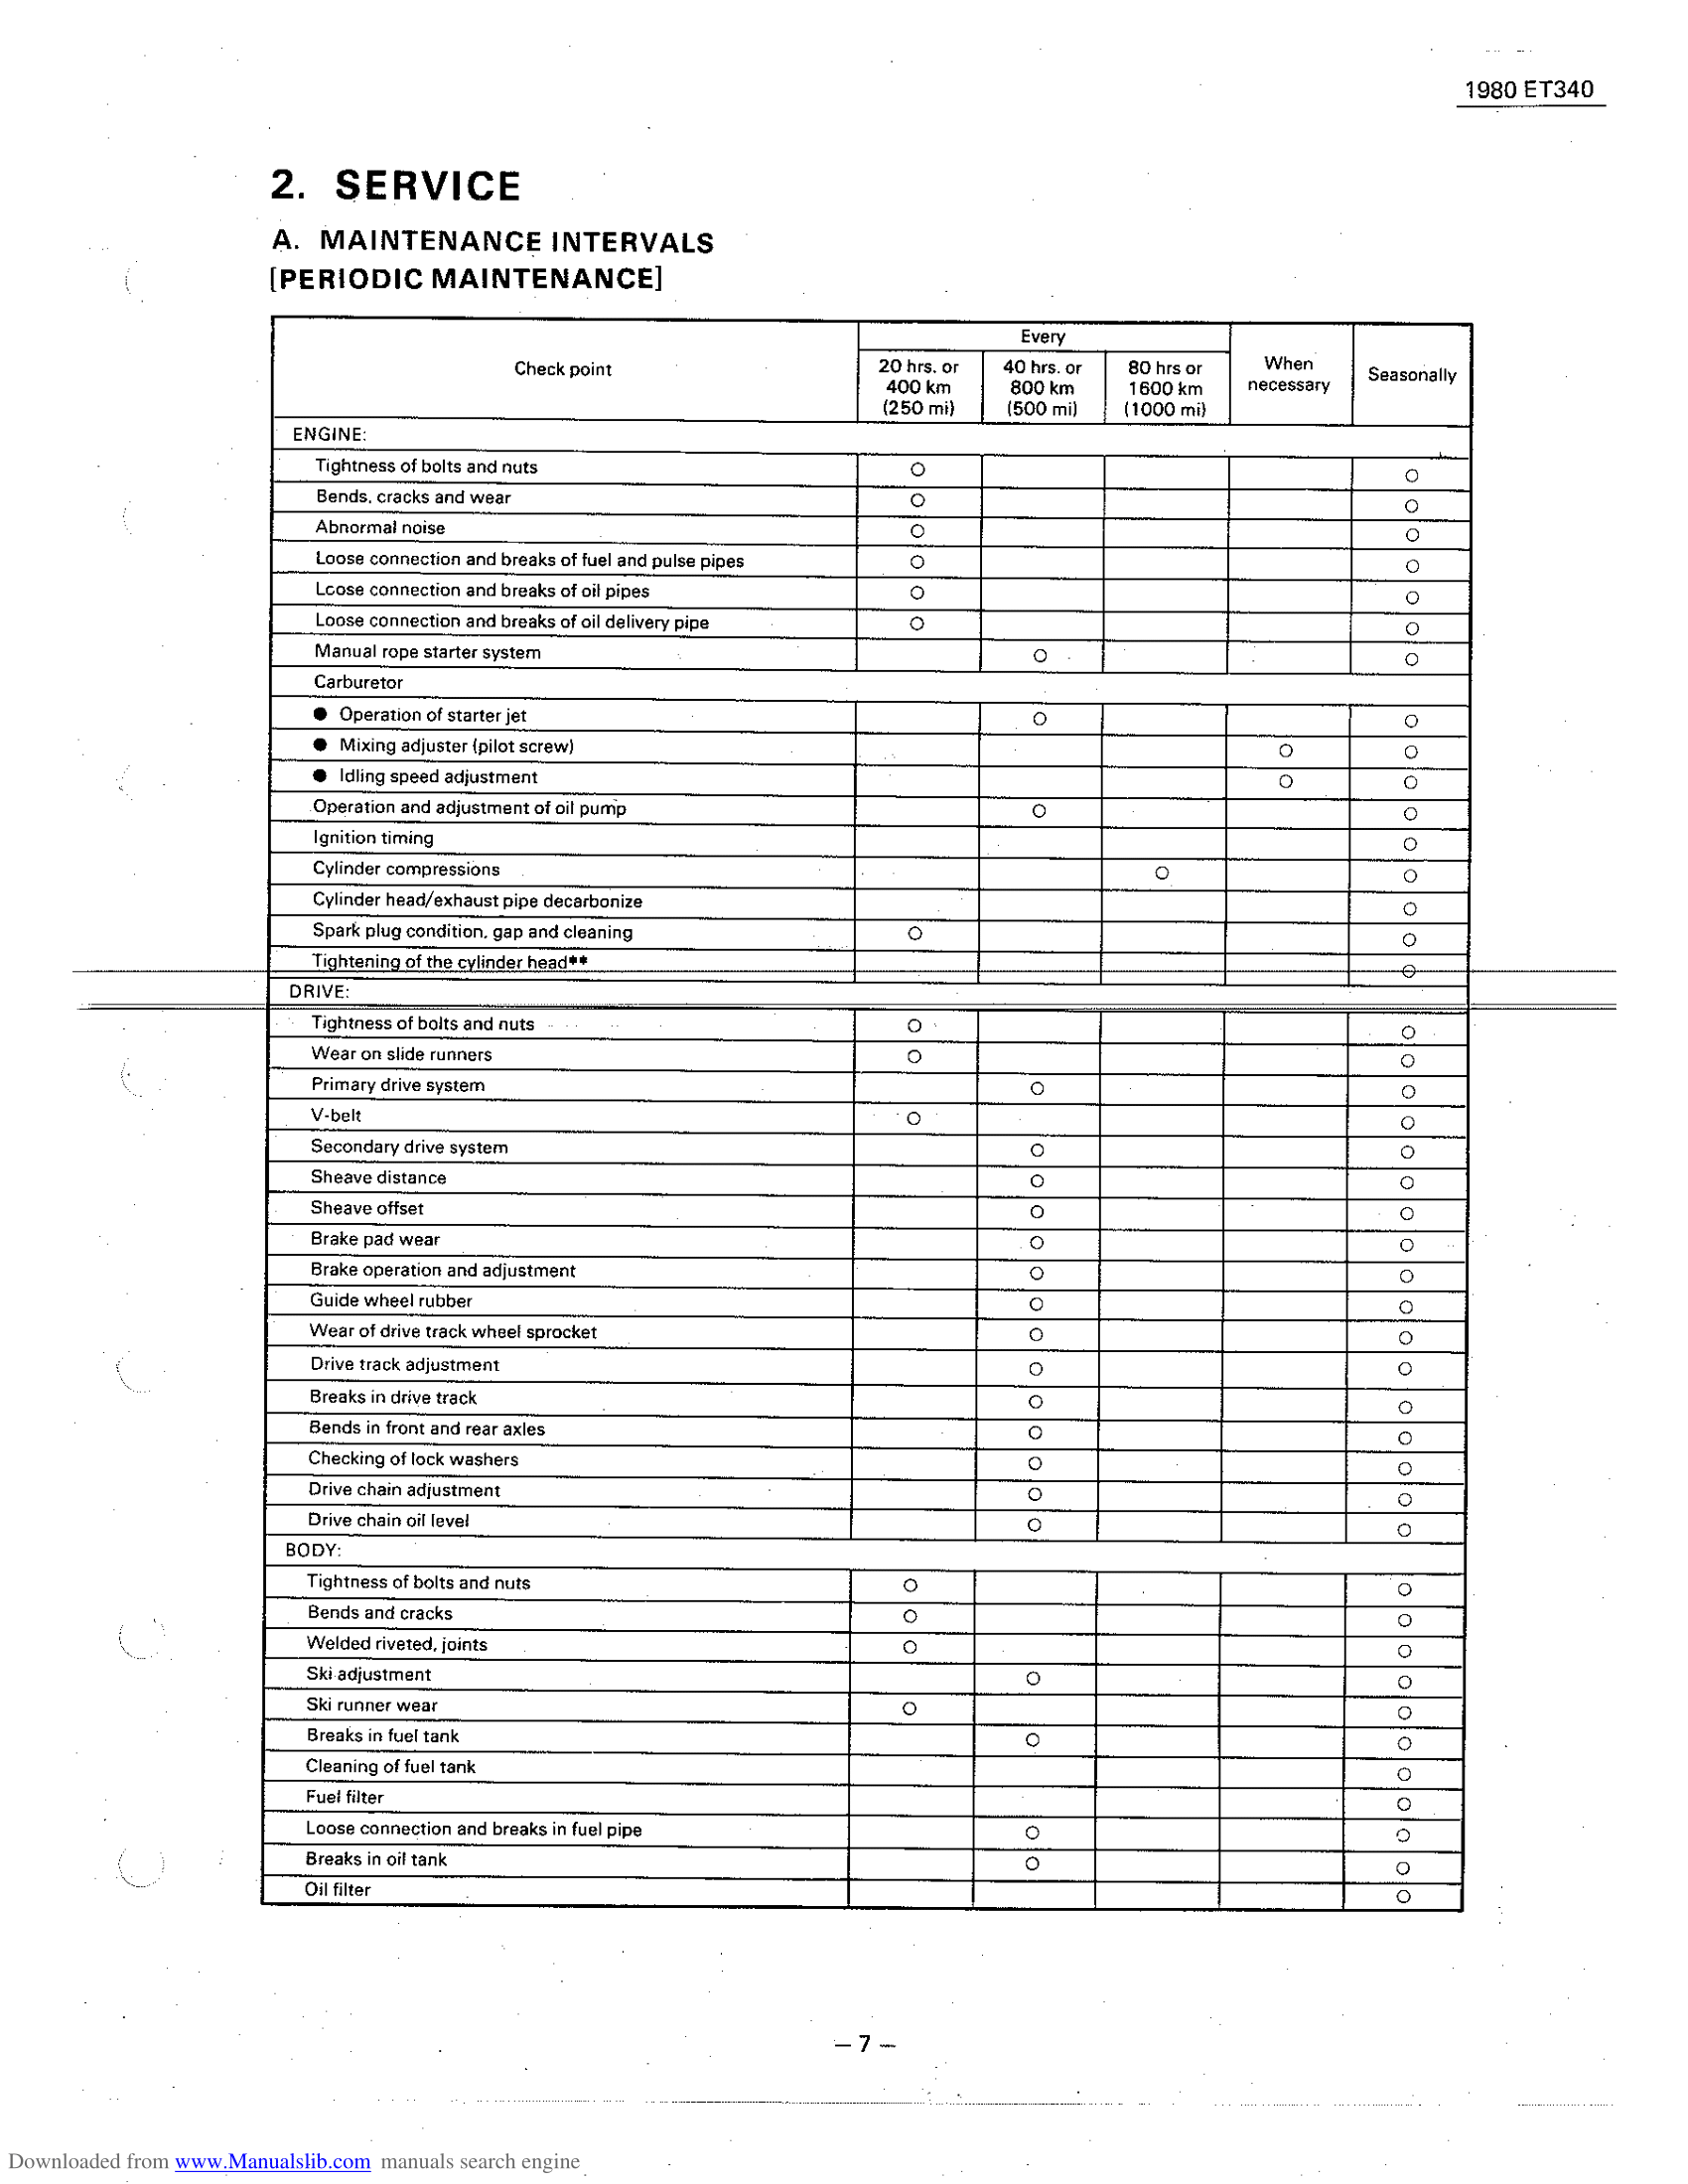 1980 ET340
2. SERVICE
A. MAINTENANCE INTERVALS
[PERIODIC MAINTENANCE]
Check point
Every
20 hrs. or
400 km
(250 mi)
40 hrs. or
800 km
(500 mi)
80 hrs or
1600 km
(1000 mi)
When
necessary
Seasonally
ENGINE:
Tightness of bolts and nuts ○ ○
Bends, cracks and wear ○ ○
Abnormal noise ○ ○
Loose connection and breaks of fuel and pulse pipes ○ ○
Loose connection and breaks of oil pipes ○ ○
Loose connection and breaks of oil delivery pipe ○ ○
Manual rope starter system ○ ○
Carburetor
● Operation of starter jet ○ ○
● Mixing adjuster (pilot screw) ○ ○
● Idling speed adjustment ○ ○
Operation and adjustment of oil pump ○ ○
Ignition timing ○
Cylinder compressions ○ ○
Cylinder head/exhaust pipe decarbonize ○
Spark plug condition, gap and cleaning ○ ○
Tightening of the cylinder head** ○
DRIVE:
Tightness of bolts and nuts ○ ○
Wear on slide runners ○ ○
Primary drive system ○ ○
V-belt ○ ○
Secondary drive system ○ ○
Sheave distance ○ ○
Sheave offset ○ ○
Brake pad wear ○ ○
Brake operation and adjustment ○ ○
Guide wheel rubber ○ ○
Wear of drive track wheel sprocket ○ ○
Drive track adjustment ○ ○
Breaks in drive track ○ ○
Bends in front and rear axles ○ ○
Checking of lock washers ○ ○
Drive chain adjustment ○ ○
Drive chain oil level ○ ○
BODY:
Tightness of bolts and nuts ○ ○
Bends and cracks ○ ○
Welded riveted, joints ○ ○
Ski adjustment ○ ○
Ski runner wear ○ ○
Breaks in fuel tank ○ ○
Cleaning of fuel tank ○
Fuel filter ○
Loose connection and breaks in fuel pipe ○ ○
Breaks in oil tank ○ ○
Oil filter ○
— 7 —
Downloaded from www.Manualslib.com manuals search engine